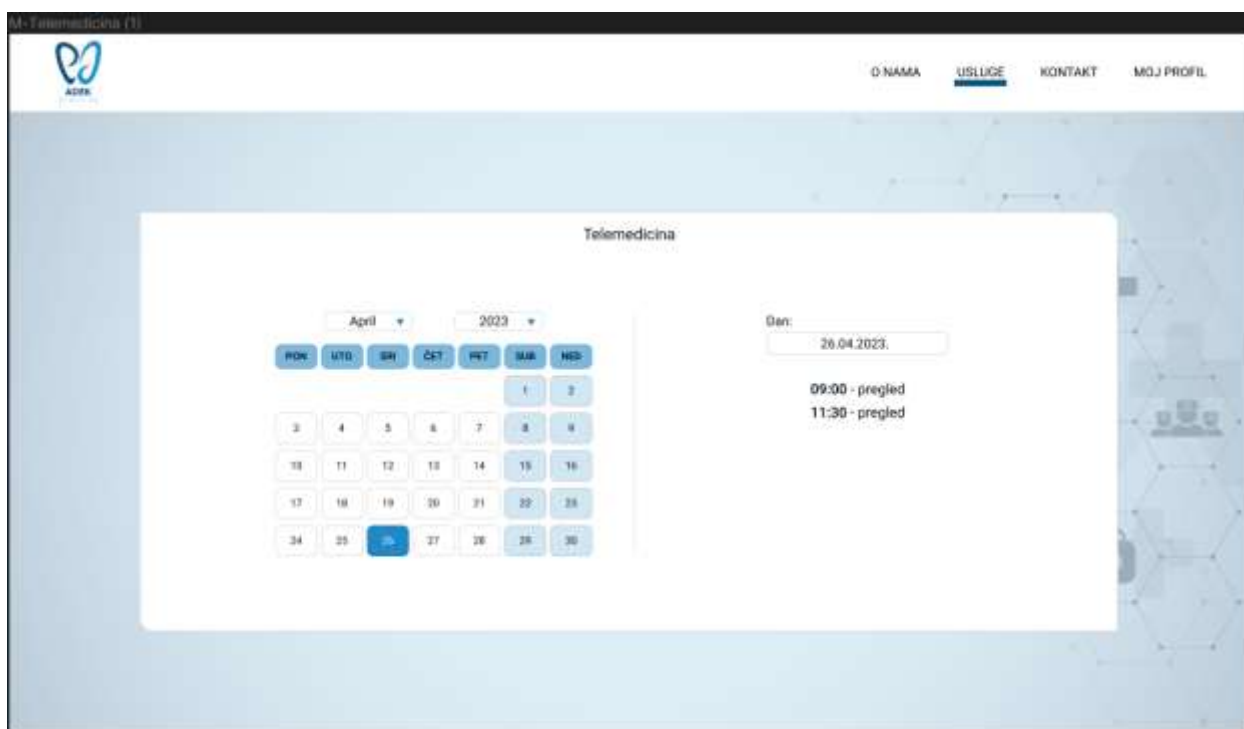 M-Telemedicina (1)
ADEK
O NAMA USLUGE KONTAKT MOJ PROFIL
Telemedicina
April 2023
PON UTO SRI ČET PET SUB NED
1 2
3 4 5 6 7 8 9
10 11 12 13 14 15 16
17 18 19 20 21 22 23
24 25 26 27 28 29 30
Dan:
26.04.2023.
09:00 - pregled
11:30 - pregled